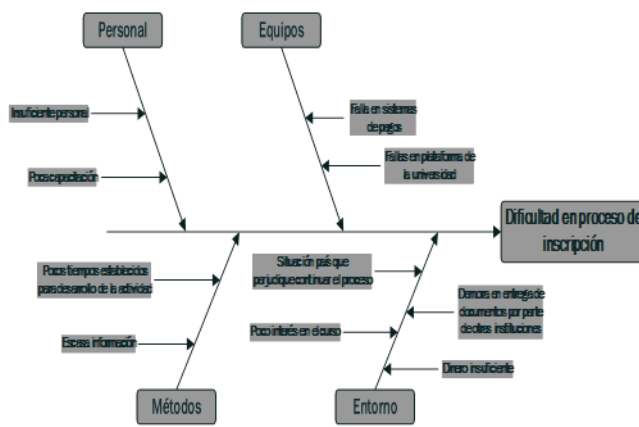 Personal
Equipos
Insuficiente personal
Poca capacitación
Falla en sistemas
de pagos
Fallas en plataforma de
la universidad
Dificultad en proceso de
inscripción
Pocos tiempos establecidos
para desarrollo de la actividad
Escasa información
Situación país que
perjudique continuar el proceso
Poco interés en el curso
Demora en entrega de
documentos por parte
de otras instituciones
Dinero insuficiente
Métodos
Entorno